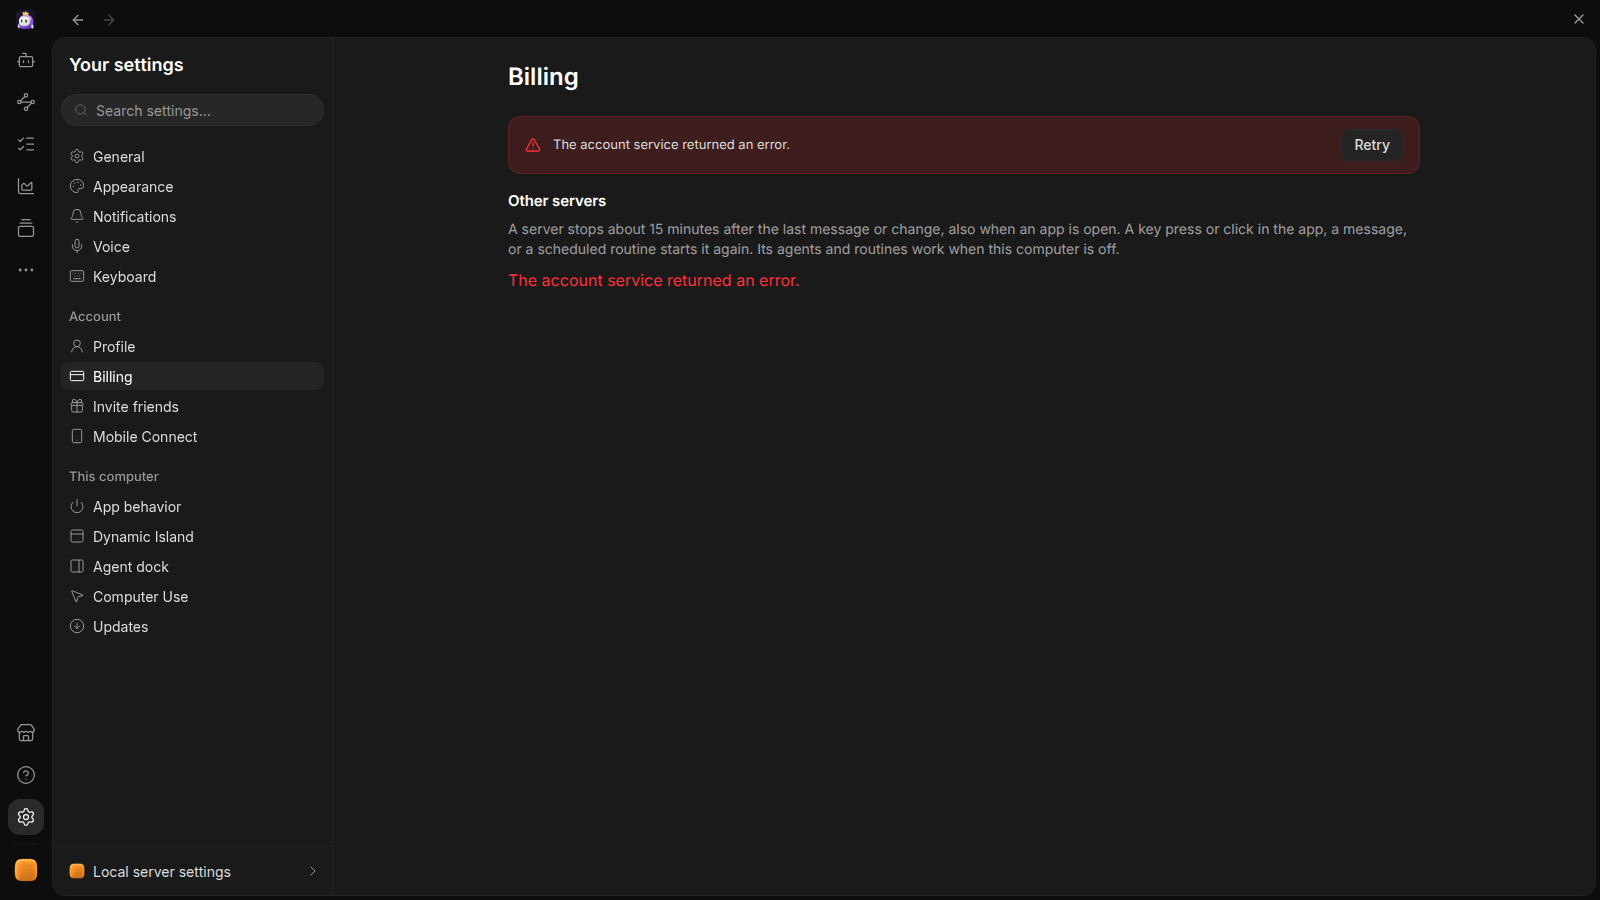 Your settings
Search settings...
General
Appearance
Notifications
Voice
Keyboard
Account
Profile
Billing
Invite friends
Mobile Connect
This computer
App behavior
Dynamic Island
Agent dock
Computer Use
Updates
Local server settings
Billing
The account service returned an error.
Retry
Other servers
A server stops about 15 minutes after the last message or change, also when an app is open. A key press or click in the app, a message,
or a scheduled routine starts it again. Its agents and routines work when this computer is off.
The account service returned an error.